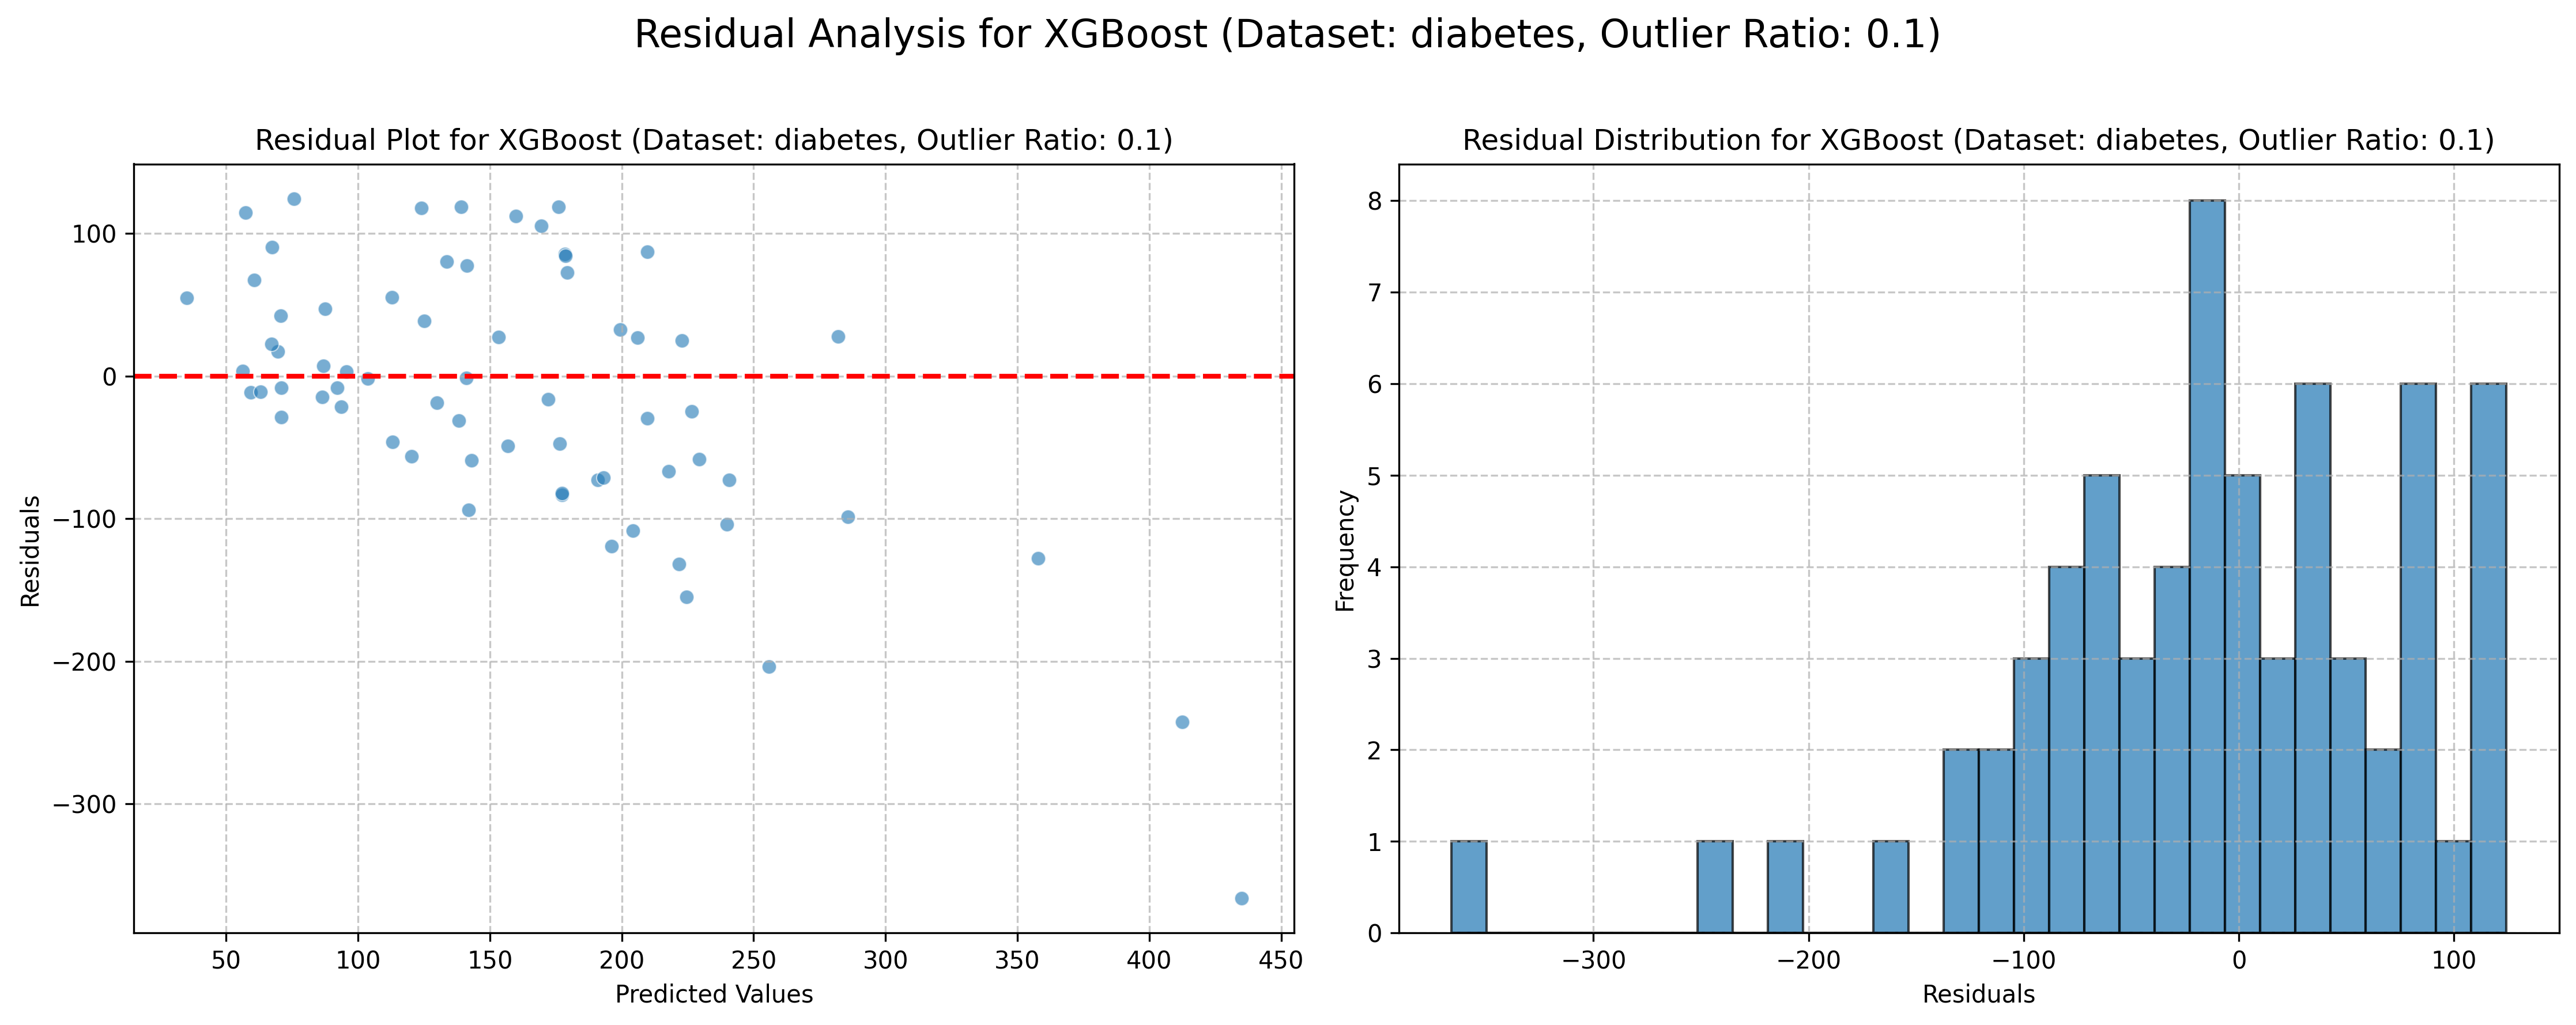 Residual Analysis for XGBoost (Dataset: diabetes, Outlier Ratio: 0.1)
Residual Plot for XGBoost (Dataset: diabetes, Outlier Ratio: 0.1)
100
0
−100
−200
−300
Residuals
50 100 150 200 250 300 350 400 450
Predicted Values
Residual Distribution for XGBoost (Dataset: diabetes, Outlier Ratio: 0.1)
8
7
6
5
4
3
2
1
0
Frequency
−300 −200 −100 0 100
Residuals